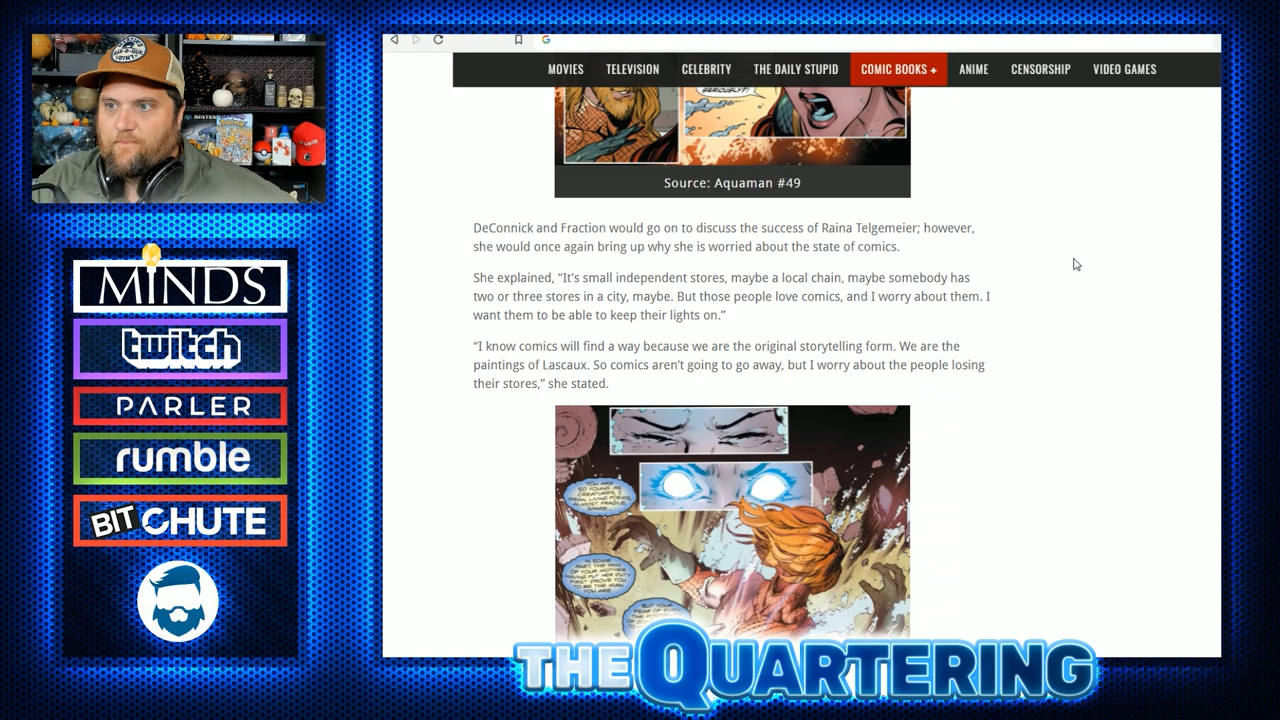 MINDS
twitch
PARLER
rumble
BIT CHUTE
MOVIES
TELEVISION
CELEBRITY
THE DAILY STUPID
COMIC BOOKS +
ANIME
CENSORSHIP
VIDEO GAMES
SERIOUSLY?!
Source: Aquaman #49
DeConnick and Fraction would go on to discuss the success of Raina Telgemeier; however,
she would once again bring up why she is worried about the state of comics.
She explained, “It’s small independent stores, maybe a local chain, maybe somebody has
two or three stores in a city, maybe. But those people love comics, and I worry about them. I
want them to be able to keep their lights on.”
“I know comics will find a way because we are the original storytelling form. We are the
paintings of Lascaux. So comics aren’t going to go away, but I worry about the people losing
their stores,” she stated.
YOU ARE
SO YOUNG, AS
THE QUARTERING